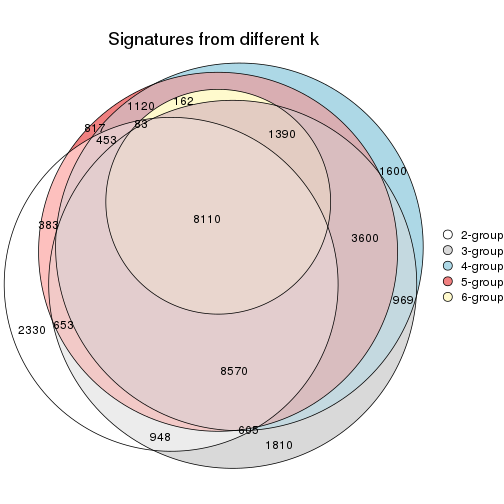 Signatures from different k
1120
162
817
83
453
1390
1600
383
8110
3600
2-group
3-group
4-group
5-group
6-group
969
653
2330
8570
605
948
1810